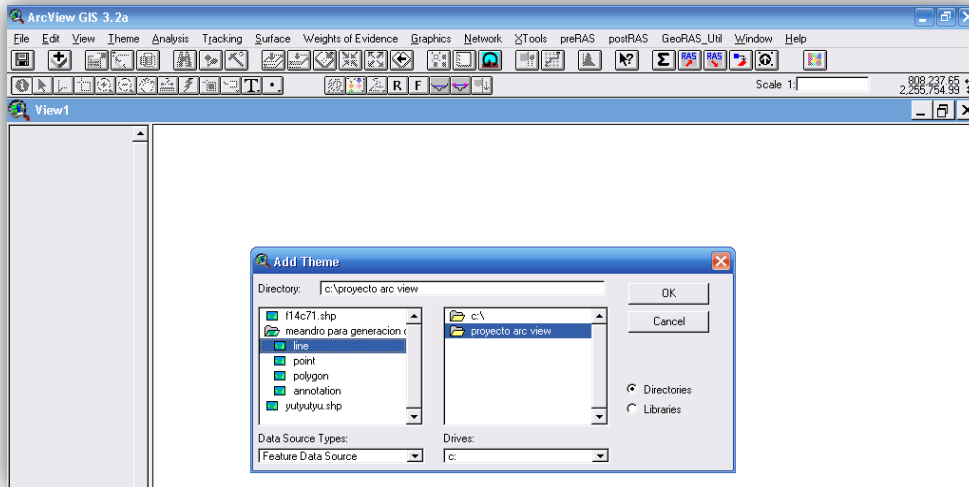 ArcView GIS 3.2a
File Edit View Theme Analysis Tracking Surface Weights of Evidence Graphics Network XTools preRAS postRAS GeoRAS_Util Window Help
RAS RAS
T R F Scale 1: 808,237.65
2,255,754.99
View1
Add Theme
Directory: c:\proyecto arc view
OK
Cancel
f14c71.shp
meandro para generacion
line
point
polygon
annotation
yutyutyu.shp
c:\
proyecto arc view
Directories
Libraries
Data Source Types:
Feature Data Source
Drives:
c: